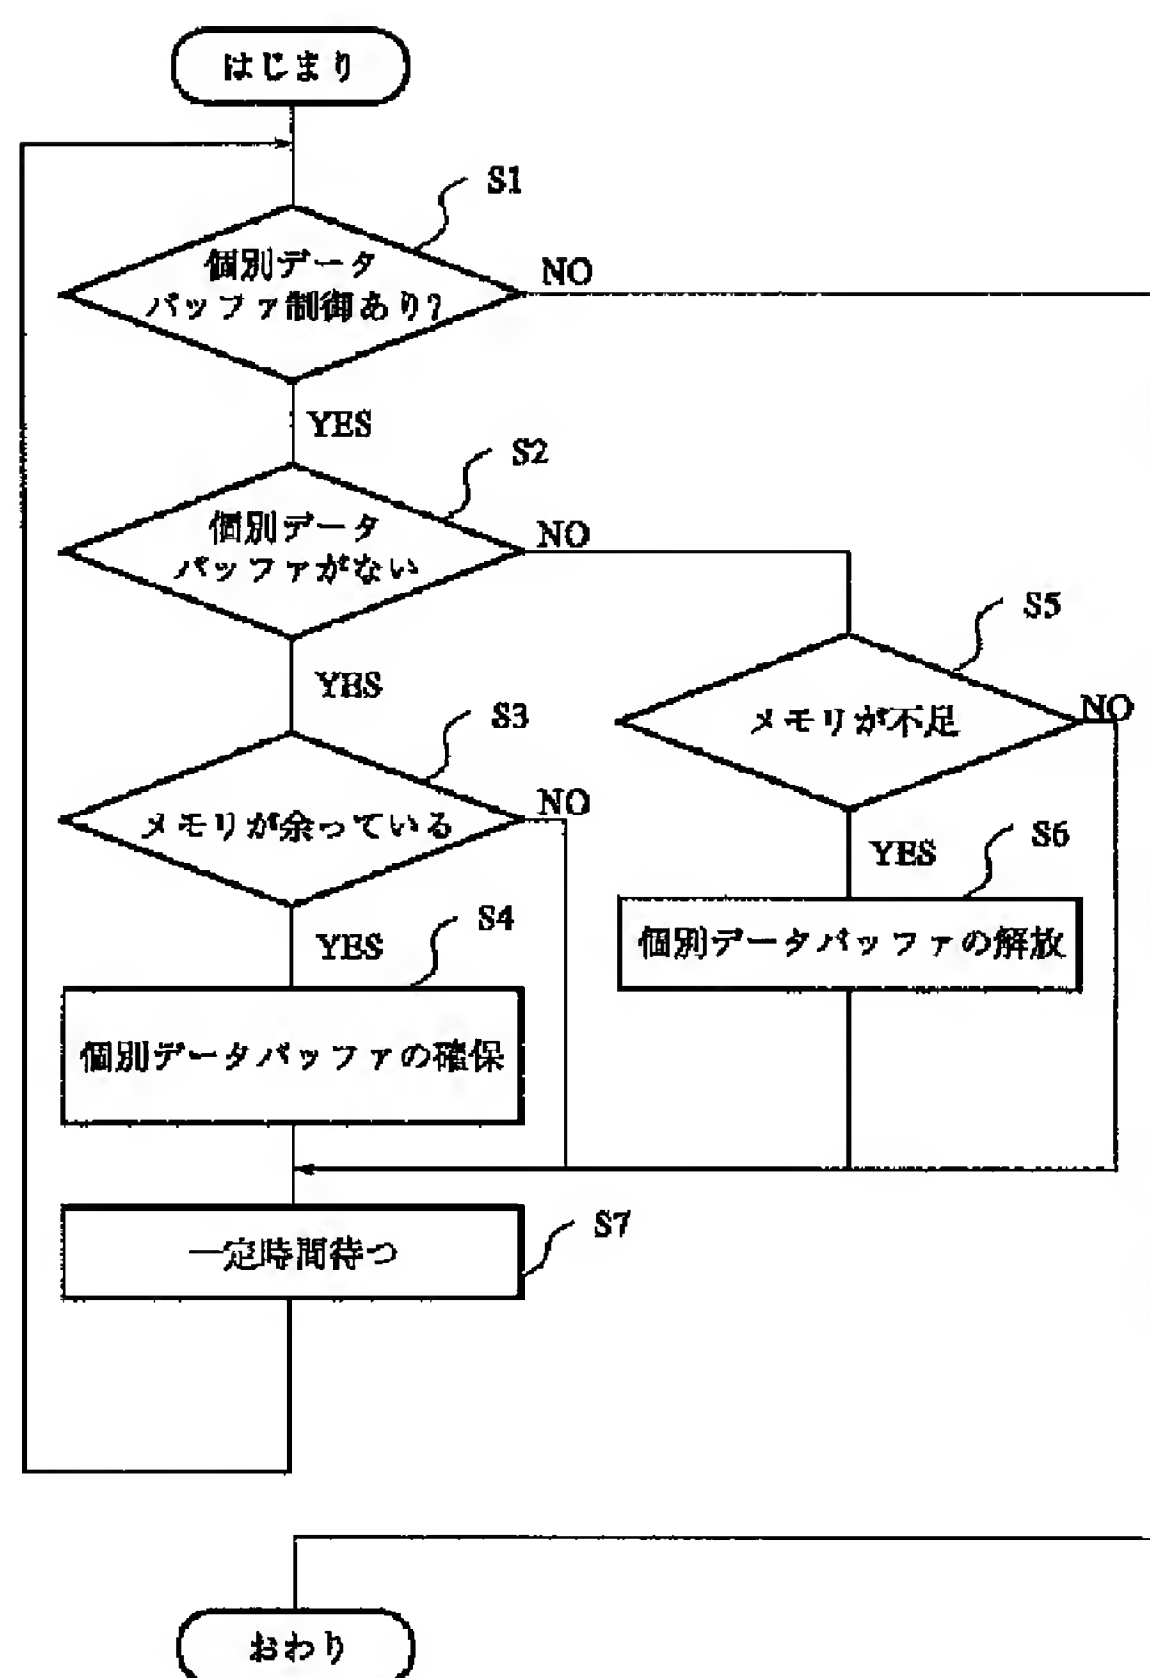 はじまり
S1
個別データ
バッファ制御あり?
NO
YES
S2
個別データ
バッファがない
NO
YES
S5
メモリが不足
NO
S3
メモリが余っている
NO
YES
S6
個別データバッファの解放
YES
S4
個別データバッファの確保
S7
一定時間待つ
おわり